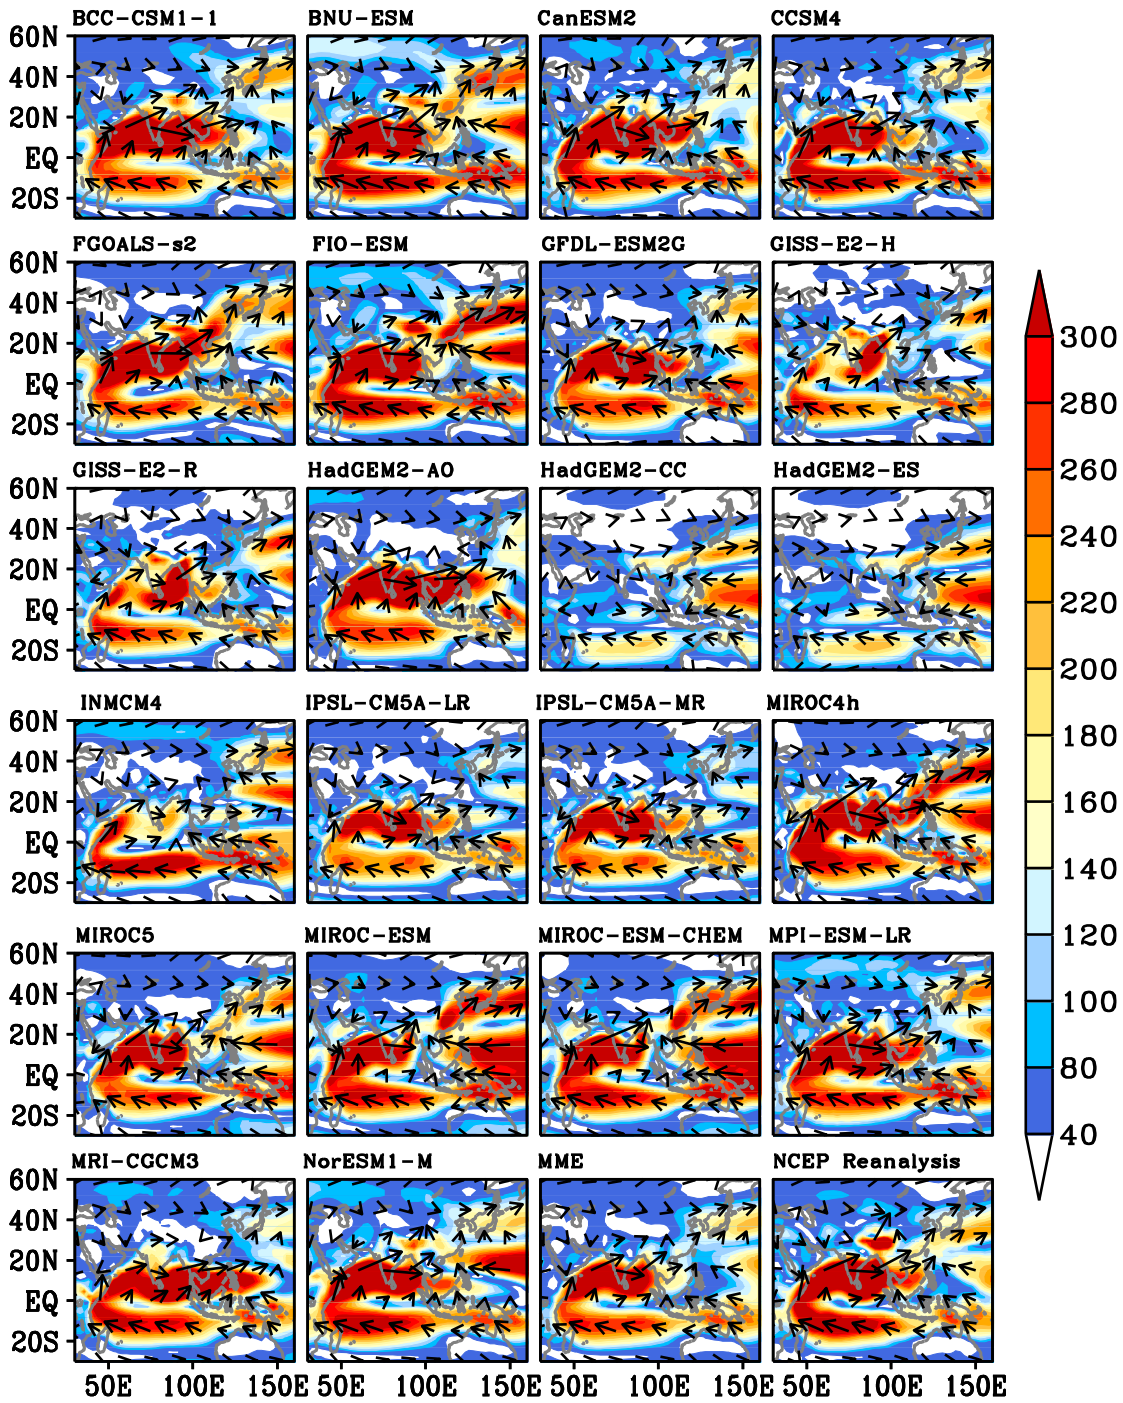 BCC-CSM1-1 BNU-ESM CanESM2 CCSM4
60N
40N
20N
EQ
20S
FGOALS-s2 FIO-ESM GFDL-ESM2G GISS-E2-H
60N
40N
20N
EQ
20S
GISS-E2-R HadGEM2-AO HadGEM2-CC HadGEM2-ES
60N
40N
20N
EQ
20S
INMCM4 IPSL-CM5A-LR IPSL-CM5A-MR MIROC4h
60N
40N
20N
EQ
20S
MIROC5 MIROC-ESM MIROC-ESM-CHEM MPI-ESM-LR
60N
40N
20N
EQ
20S
MRI-CGCM3 NorESM1-M MME NCEP Reanalysis
60N
40N
20N
EQ
20S
50E 100E 150E 50E 100E 150E 50E 100E 150E 50E 100E 150E
300
280
260
240
220
200
180
160
140
120
100
80
40